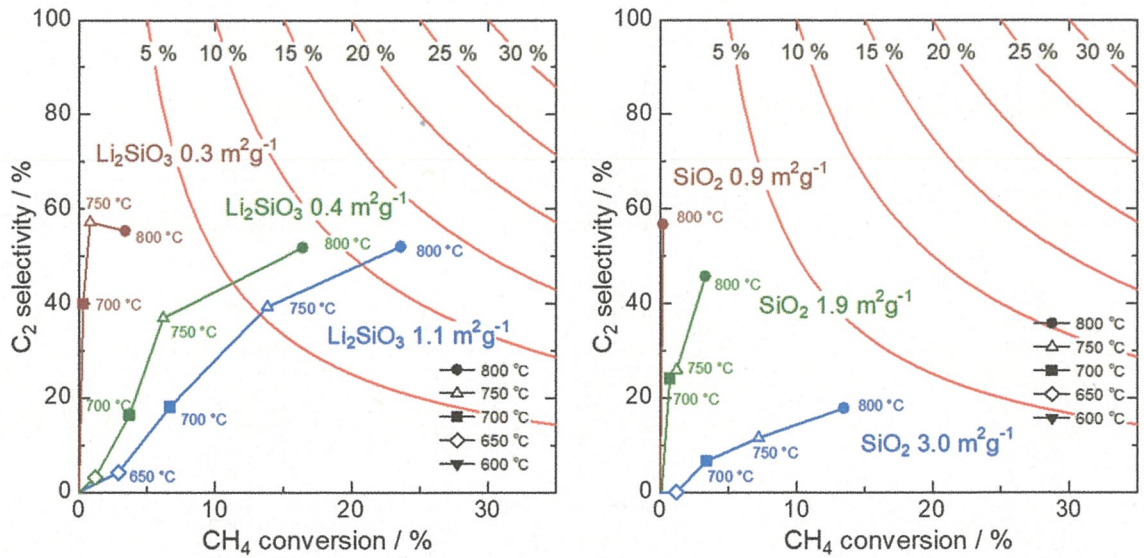 100
80
60
40
20
0
C₂ selectivity / %
5 %
10 %
15 %
20 %
25 %
30 %
Li₂SiO₃ 0.3 m²g⁻¹
750 °C
800 °C
700 °C
Li₂SiO₃ 0.4 m²g⁻¹
800 °C
750 °C
700 °C
800 °C
750 °C
Li₂SiO₃ 1.1 m²g⁻¹
700 °C
650 °C
800 °C
750 °C
700 °C
650 °C
600 °C
0
10
20
30
CH₄ conversion / %
100
80
60
40
20
0
C₂ selectivity / %
5 %
10 %
15 %
20 %
25 %
30 %
SiO₂ 0.9 m²g⁻¹
800 °C
800 °C
SiO₂ 1.9 m²g⁻¹
750 °C
700 °C
800 °C
750 °C
700 °C
SiO₂ 3.0 m²g⁻¹
800 °C
750 °C
700 °C
650 °C
600 °C
0
10
20
30
CH₄ conversion / %